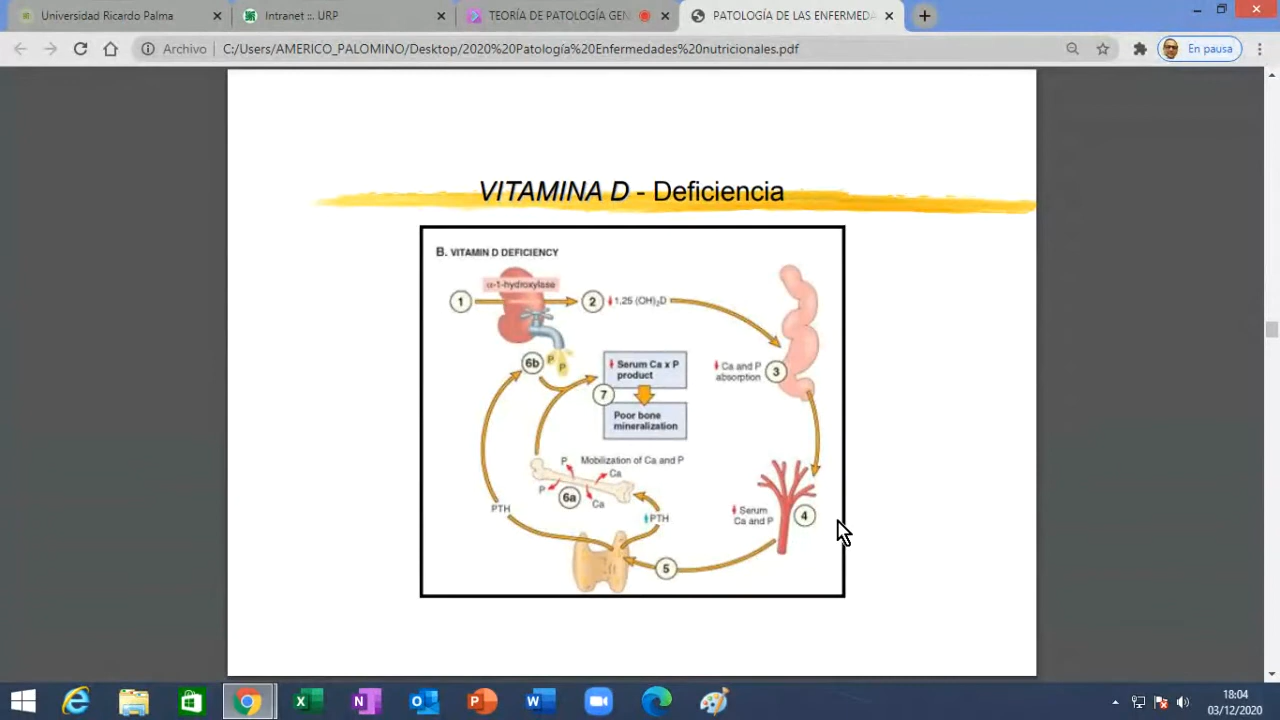 Universidad Ricardo Palma
Intranet ::. URP
TEORÍA DE PATOLOGÍA GEN
PATOLOGÍA DE LAS ENFERMEDA
Archivo
C:/Users/AMERICO_PALOMINO/Desktop/2020%20Patología%20Enfermedades%20nutricionales.pdf
En pausa
VITAMINA D - Deficiencia
B. VITAMIN D DEFICIENCY
α-1-hydroxylase
1
2
↓1,25 (OH)₂D
6b
P
P
↓ Serum Ca x P
product
↓ Ca and P
absorption
3
7
Poor bone
mineralization
P
Mobilization of Ca and P
Ca
P
6a
Ca
PTH
↑PTH
↓ Serum
Ca and P
4
5
18:04
03/12/2020